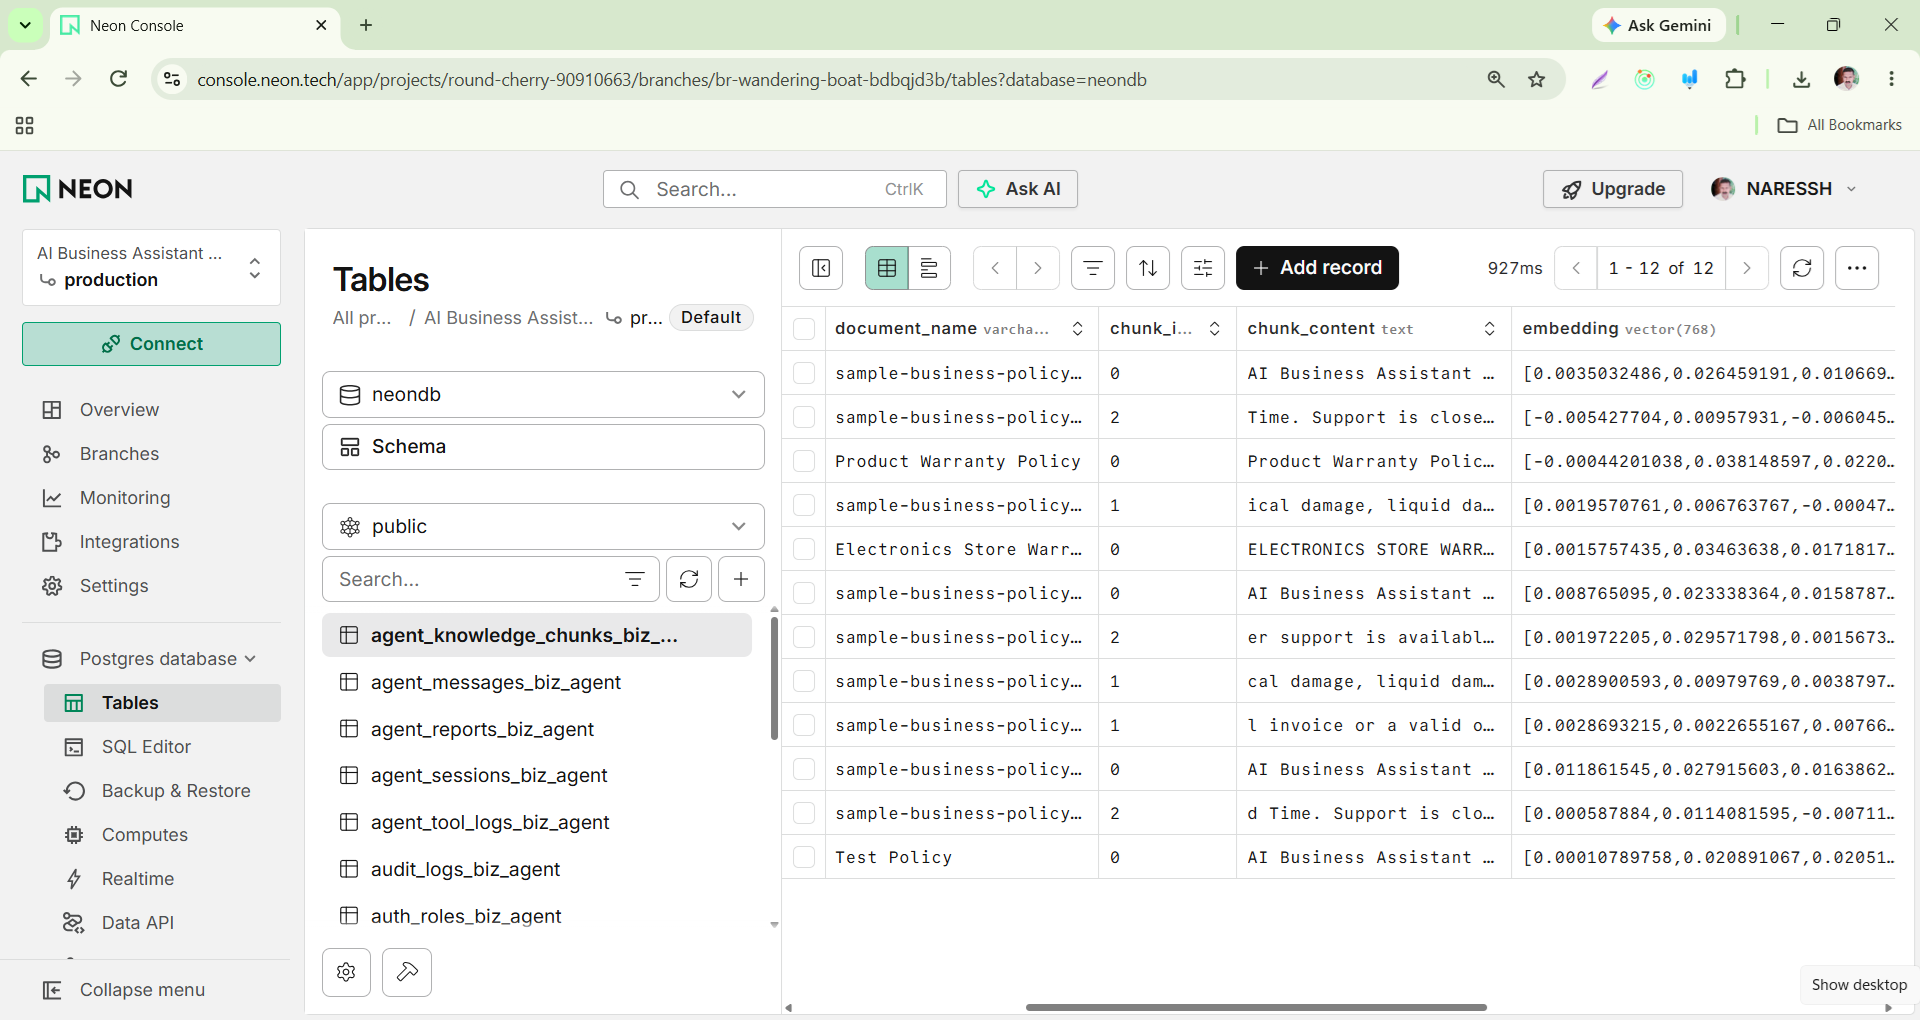 Neon Console
Ask Gemini
console.neon.tech/app/projects/round-cherry-90910663/branches/br-wandering-boat-bdbqjd3b/tables?database=neondb
All Bookmarks
NEON
Search...
CtrlK
Ask AI
Upgrade
NARESSH
AI Business Assistant ...
production
Connect
Overview
Branches
Monitoring
Integrations
Settings
Postgres database
Tables
SQL Editor
Backup & Restore
Computes
Realtime
Data API
Collapse menu
Tables
All pr... / AI Business Assist... pr... Default
neondb
Schema
public
Search...
agent_knowledge_chunks_biz_...
agent_messages_biz_agent
agent_reports_biz_agent
agent_sessions_biz_agent
agent_tool_logs_biz_agent
audit_logs_biz_agent
auth_roles_biz_agent
+ Add record
927ms
1 - 12 of 12
document_name varcha... chunk_i... chunk_content text embedding vector(768)
sample-business-policy… 0 AI Business Assistant … [0.0035032486,0.026459191,0.010669…
sample-business-policy… 2 Time. Support is close… [-0.005427704,0.00957931,-0.006045…
Product Warranty Policy 0 Product Warranty Polic… [-0.00044201038,0.038148597,0.0220…
sample-business-policy… 1 ical damage, liquid da… [0.0019570761,0.006763767,-0.00047…
Electronics Store Warr… 0 ELECTRONICS STORE WARR… [0.0015757435,0.03463638,0.0171817…
sample-business-policy… 0 AI Business Assistant … [0.008765095,0.023338364,0.0158787…
sample-business-policy… 2 er support is availabl… [0.001972205,0.029571798,0.0015673…
sample-business-policy… 1 cal damage, liquid dam… [0.0028900593,0.00979769,0.0038797…
sample-business-policy… 1 l invoice or a valid o… [0.0028693215,0.0022655167,0.00766…
sample-business-policy… 0 AI Business Assistant … [0.011861545,0.027915603,0.0163862…
sample-business-policy… 2 d Time. Support is clo… [0.000587884,0.0114081595,-0.00711…
Test Policy 0 AI Business Assistant … [0.00010789758,0.020891067,0.02051…
Show desktop